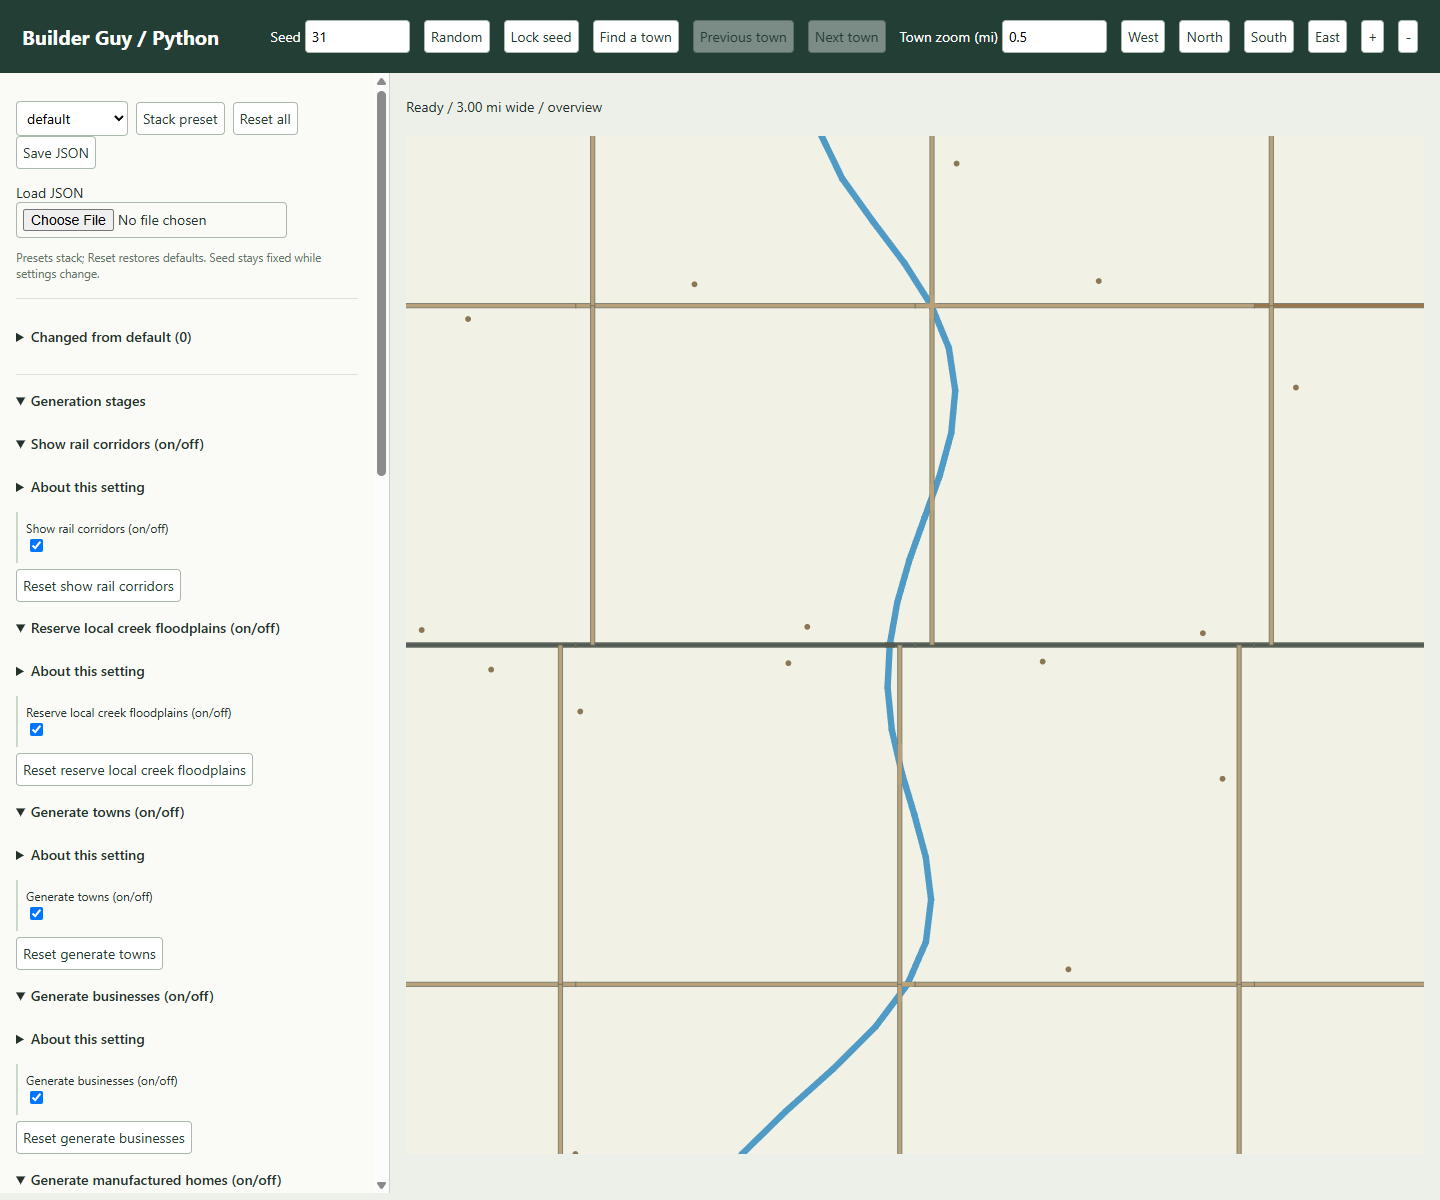 Builder Guy / Python
Seed 31 Random Lock seed Find a town Previous town Next town Town zoom (mi) 0.5 West North South East + -
default Stack preset Reset all
Save JSON
Load JSON
Choose File No file chosen
Presets stack; Reset restores defaults. Seed stays fixed while
settings change.
Changed from default (0)
Generation stages
Show rail corridors (on/off)
About this setting
Show rail corridors (on/off)
Reset show rail corridors
Reserve local creek floodplains (on/off)
About this setting
Reserve local creek floodplains (on/off)
Reset reserve local creek floodplains
Generate towns (on/off)
About this setting
Generate towns (on/off)
Reset generate towns
Generate businesses (on/off)
About this setting
Generate businesses (on/off)
Reset generate businesses
Generate manufactured homes (on/off)
Ready / 3.00 mi wide / overview